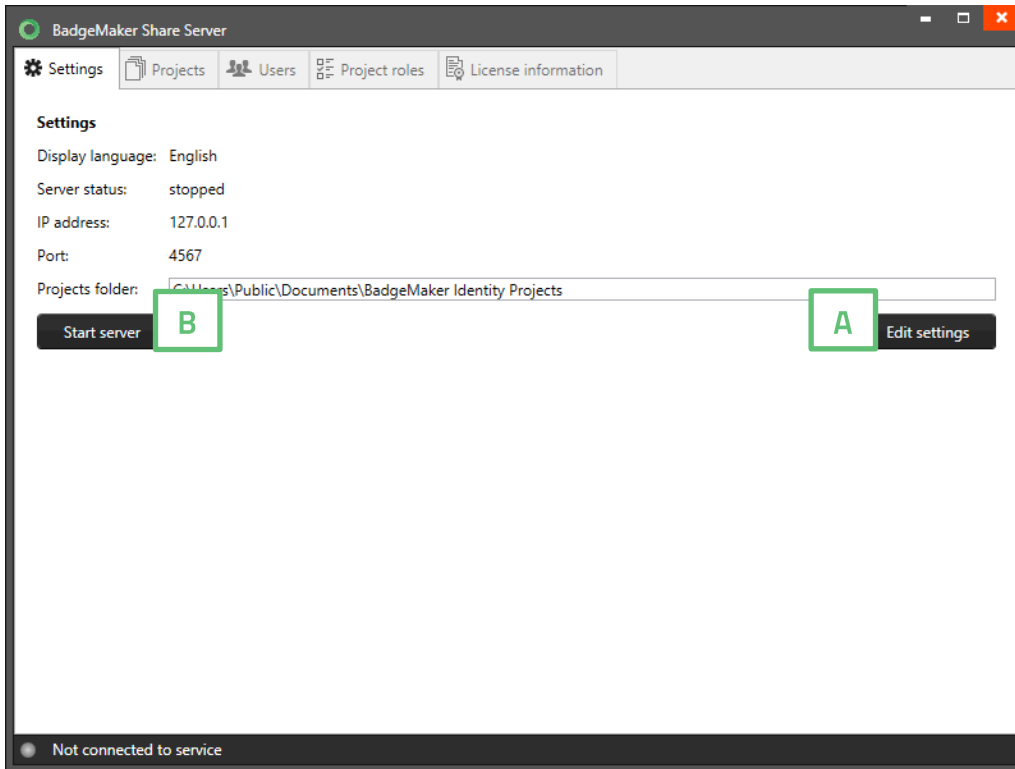 BadgeMaker Share Server
Settings Projects Users Project roles License information
Settings
Display language: English
Server status: stopped
IP address: 127.0.0.1
Port: 4567
Projects folder: C:\Users\Public\Documents\BadgeMaker Identity Projects
Start server B A Edit settings
Not connected to service